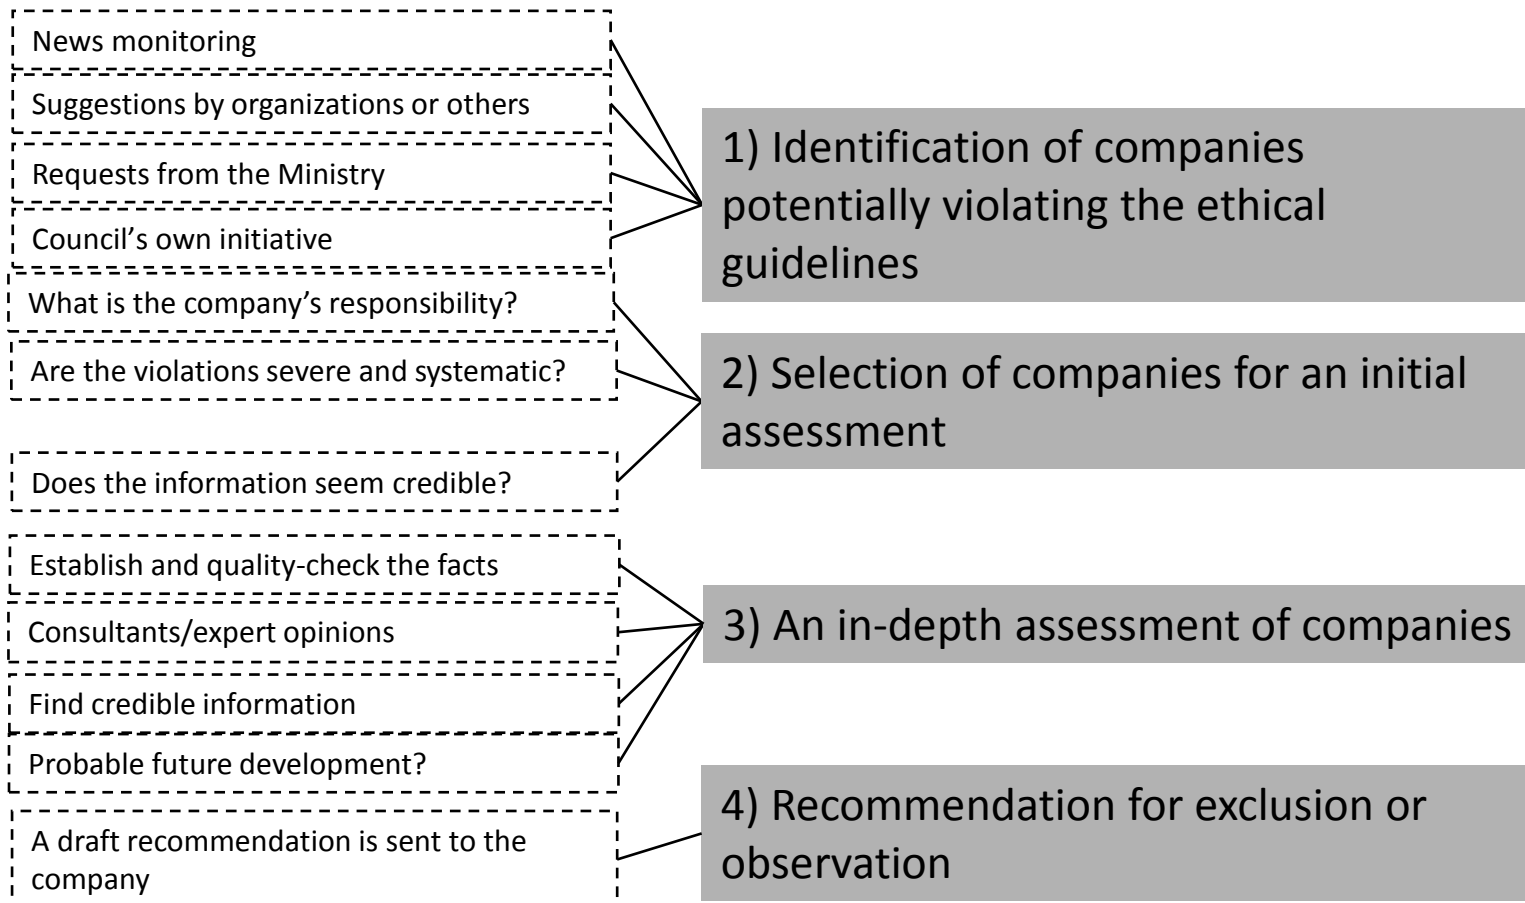 News monitoring
Suggestions by organizations or others
Requests from the Ministry
Council’s own initiative
1) Identification of companies
potentially violating the ethical
guidelines
What is the company’s responsibility?
Are the violations severe and systematic?
Does the information seem credible?
2) Selection of companies for an initial
assessment
Establish and quality-check the facts
Consultants/expert opinions
Find credible information
Probable future development?
3) An in-depth assessment of companies
A draft recommendation is sent to the
company
4) Recommendation for exclusion or
observation